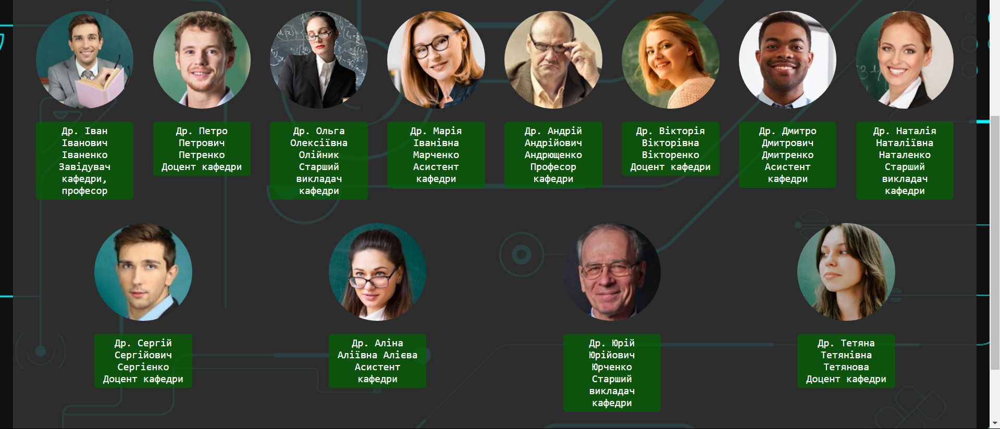 Др. Іван
Іванович
Іваненко
Завідувач
кафедри,
професор
Др. Петро
Петрович
Петренко
Доцент кафедри
Др. Ольга
Олексіївна
Олійник
Старший
викладач
кафедри
Др. Марія
Іванівна
Марченко
Асистент
кафедри
Др. Андрій
Андрійович
Андрющенко
Професор
кафедри
Др. Вікторія
Вікторівна
Вікторенко
Доцент кафедри
Др. Дмитро
Дмитрович
Дмитренко
Асистент
кафедри
Др. Наталія
Наталіївна
Наталенко
Старший
викладач
кафедри
Др. Сергій
Сергійович
Сергієнко
Доцент кафедри
Др. Аліна
Аліївна Алієва
Асистент
кафедри
Др. Юрій
Юрійович
Юрченко
Старший
викладач
кафедри
Др. Тетяна
Тетянівна
Тетянова
Доцент кафедри